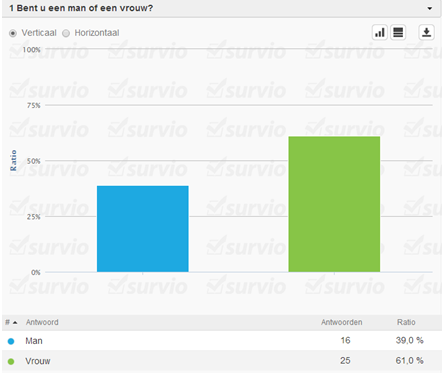 1 Bent u een man of een vrouw?
Verticaal Horizontaal
100%
75%
50%
25%
0%
Ratio
survio
# Antwoord Antwoorden Ratio
Man 16 39,0 %
Vrouw 25 61,0 %